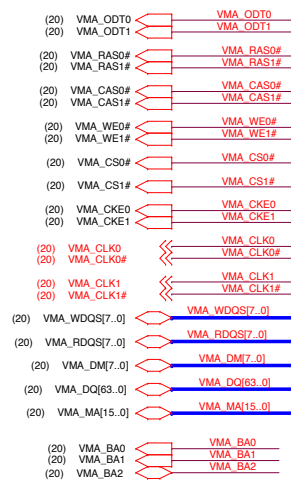 (20) VMA_ODT0 VMA_ODT0
(20) VMA_ODT1 VMA_ODT1
(20) VMA_RAS0# VMA_RAS0#
(20) VMA_RAS1# VMA_RAS1#
(20) VMA_CAS0# VMA_CAS0#
(20) VMA_CAS1# VMA_CAS1#
(20) VMA_WE0# VMA_WE0#
(20) VMA_WE1# VMA_WE1#
(20) VMA_CS0# VMA_CS0#
(20) VMA_CS1# VMA_CS1#
(20) VMA_CKE0 VMA_CKE0
(20) VMA_CKE1 VMA_CKE1
(20) VMA_CLK0 VMA_CLK0
(20) VMA_CLK0# VMA_CLK0#
(20) VMA_CLK1 VMA_CLK1
(20) VMA_CLK1# VMA_CLK1#
(20) VMA_WDQS[7..0] VMA_WDQS[7..0]
(20) VMA_RDQS[7..0] VMA_RDQS[7..0]
(20) VMA_DM[7..0] VMA_DM[7..0]
(20) VMA_DQ[63..0] VMA_DQ[63..0]
(20) VMA_MA[15..0] VMA_MA[15..0]
(20) VMA_BA0 VMA_BA0
(20) VMA_BA1 VMA_BA1
(20) VMA_BA2 VMA_BA2